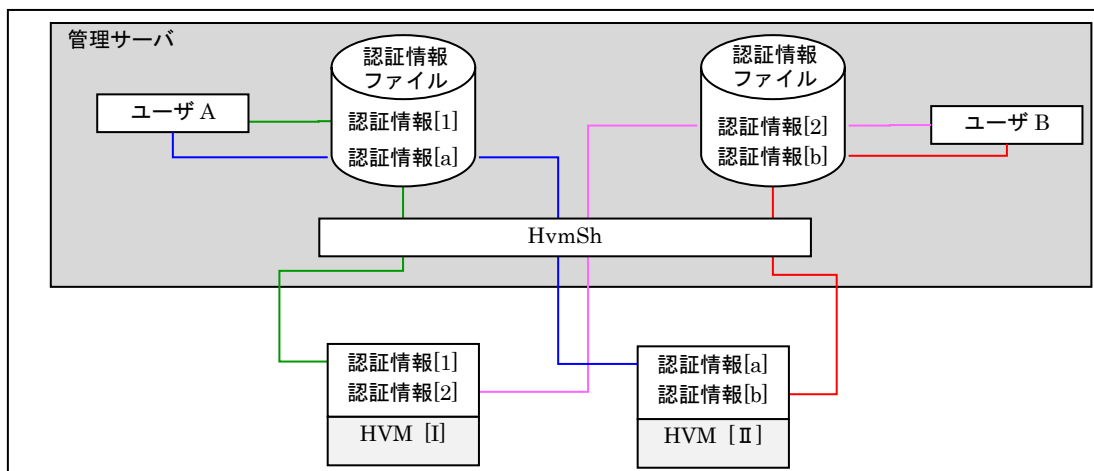 管理サーバ
認証情報
ファイル
認証情報[1]
認証情報[a]
ユーザ A
認証情報
ファイル
認証情報[2]
認証情報[b]
ユーザ B
HvmSh
認証情報[1]
認証情報[2]
HVM [I]
認証情報[a]
認証情報[b]
HVM [Ⅱ]